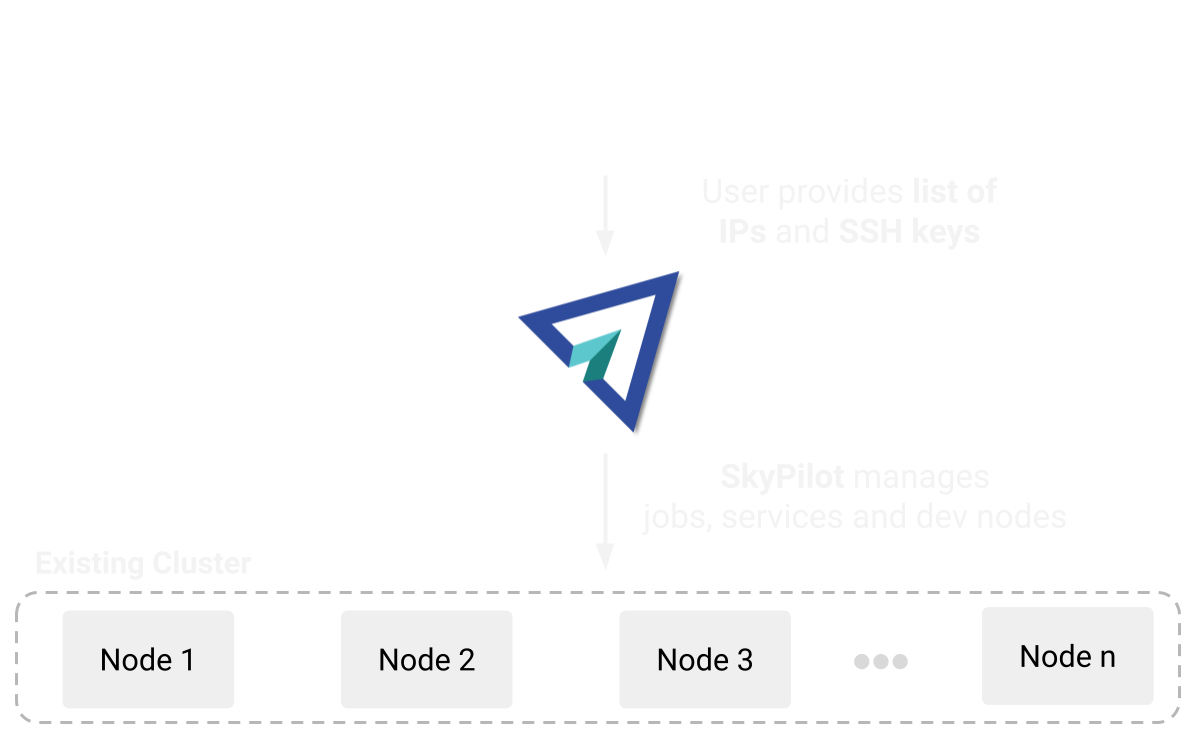 User provides list of
IPs and SSH keys
SkyPilot manages
jobs, services and dev nodes
Existing Cluster
Node 1
Node 2
Node 3
Node n